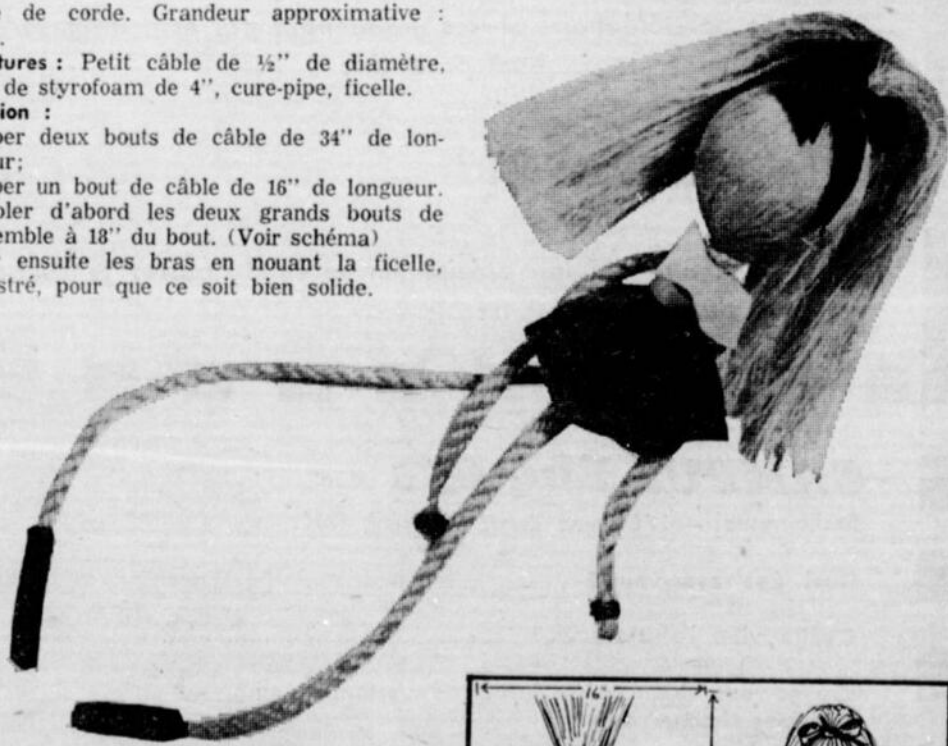 de corde. Grandeur approximative :
tures : Petit câble de ½" de diamètre,
de styrofoam de 4", cure-pipe, ficelle.
ion :
per deux bouts de câble de 34" de lon-
ur;
per un bout de câble de 16" de longueur.
bler d'abord les deux grands bouts de
emble à 18" du bout. (Voir schéma)
ensuite les bras en nouant la ficelle,
stré, pour que ce soit bien solide.
16"